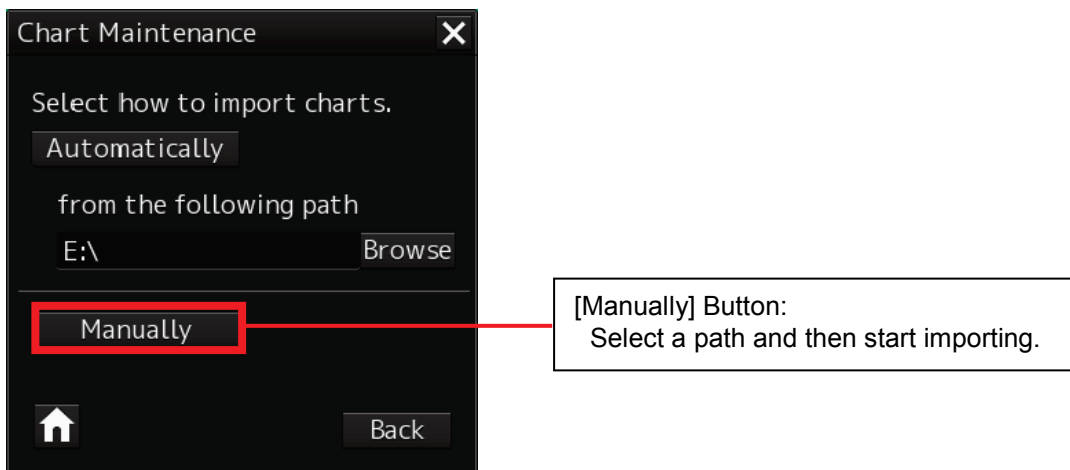 Chart Maintenance
Select how to import charts.
Automatically
from the following path
E:\
Browse
Manually
[Manually] Button:
Select a path and then start importing.
Back